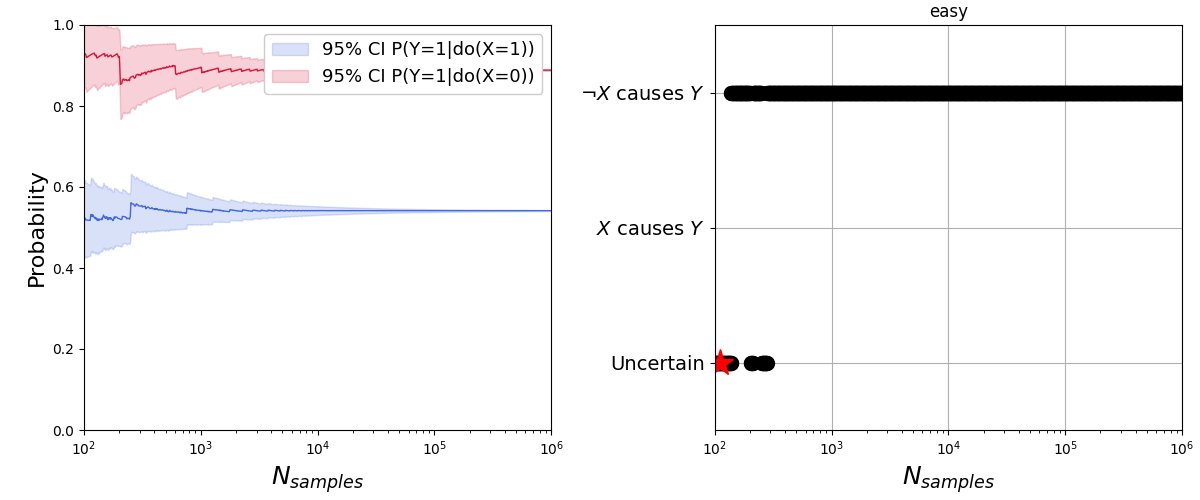 easy
1.0
0.8
0.6
0.4
0.2
0.0
Probability
95% CI P(Y=1|do(X=1))
95% CI P(Y=1|do(X=0))
10²
10³
10⁴
10⁵
10⁶
N_samples
¬X causes Y
X causes Y
Uncertain
10²
10³
10⁴
10⁵
10⁶
N_samples